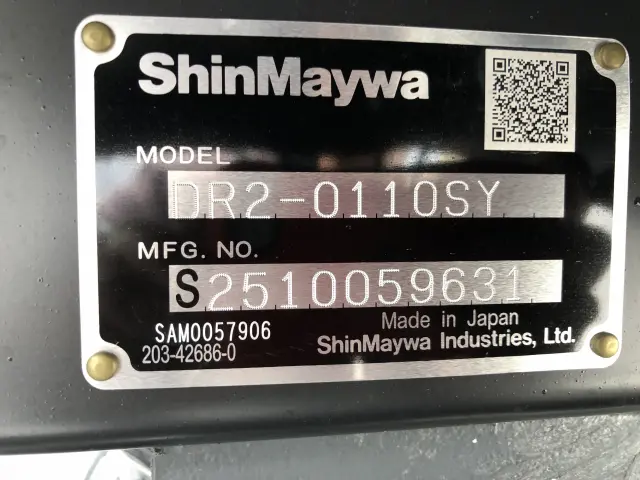 ShinMaywa
MODEL
DR2-0110SY
MFG. NO.
S2510059631
SAM0057906
203-42686-0
Made in Japan
ShinMaywa Industries, Ltd.